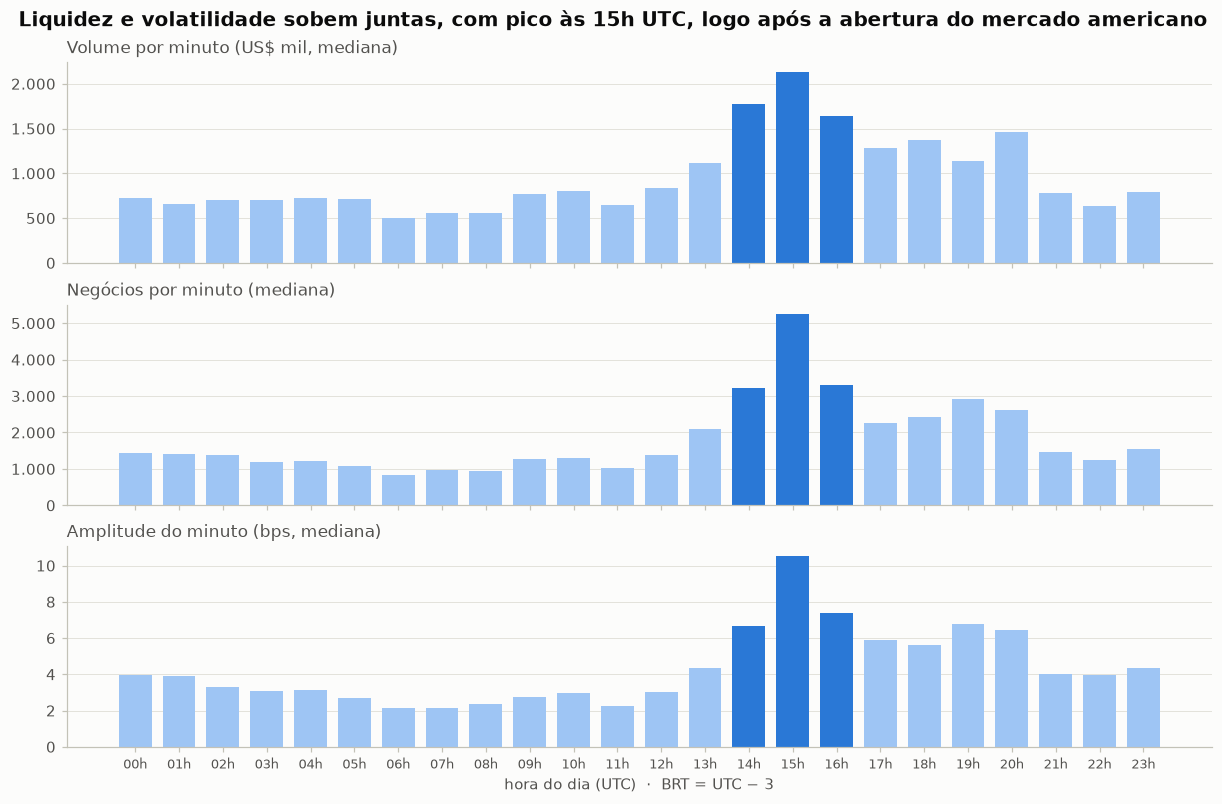 Liquidez e volatilidade sobem juntas, com pico às 15h UTC, logo após a abertura do mercado americano
Volume por minuto (US$ mil, mediana)
2.000
1.500
1.000
500
0
Negócios por minuto (mediana)
5.000
4.000
3.000
2.000
1.000
0
Amplitude do minuto (bps, mediana)
10
8
6
4
2
0
00h 01h 02h 03h 04h 05h 06h 07h 08h 09h 10h 11h 12h 13h 14h 15h 16h 17h 18h 19h 20h 21h 22h 23h
hora do dia (UTC) · BRT = UTC − 3